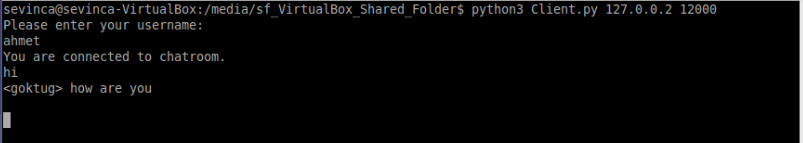 sevinca@sevinca-VirtualBox:/media/sf_VirtualBox_Shared_Folder$ python3 Client.py 127.0.0.2 12000
Please enter your username:
ahmet
You are connected to chatroom.
hi
<goktug> how are you